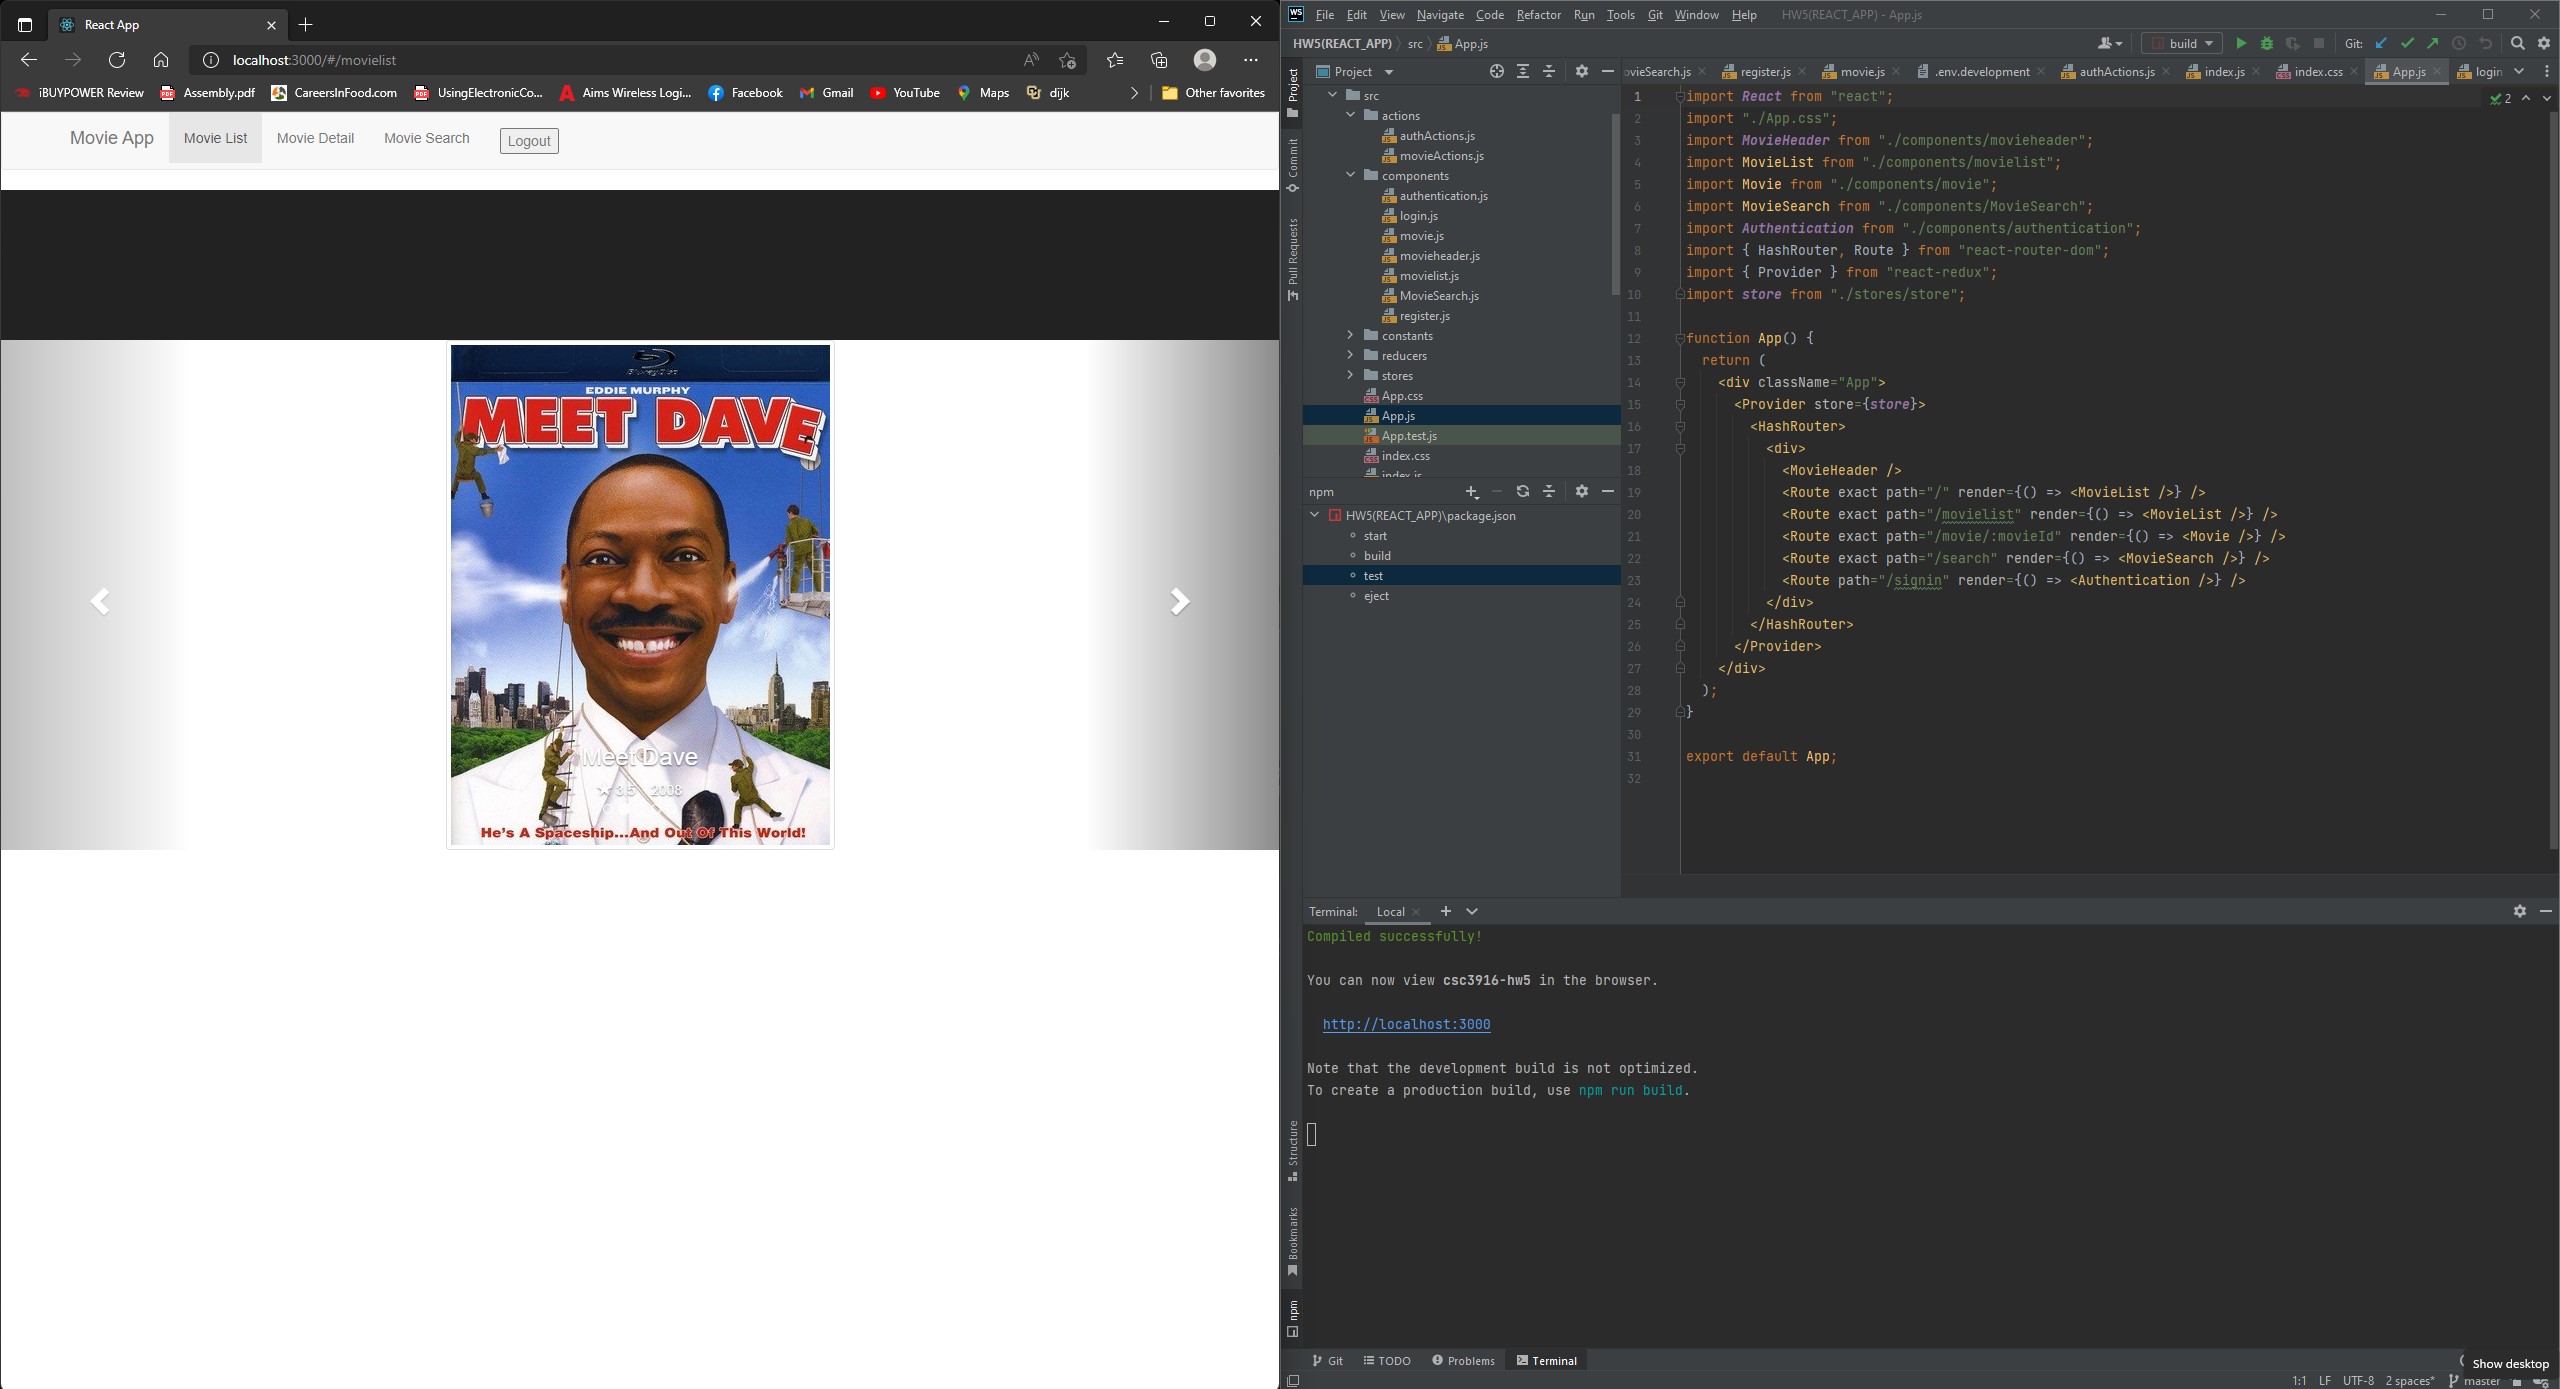 React App
localhost:3000/#/movielist
iBUYPOWER Review
Assembly.pdf
CareersInFood.com
UsingElectronicCo...
Aims Wireless Logi...
Facebook
Gmail
YouTube
Maps
dijk
Other favorites
Movie App
Movie List
Movie Detail
Movie Search
Logout
EDDIE MURPHY
MEET DAVE
Meet Dave
3.5 2008
He's A Spaceship...And Out Of This World!
WS
File Edit View Navigate Code Refactor Run Tools Git Window Help HW5(REACT_APP) - App.js
HW5(REACT_APP) src App.js
build
Git:
Project
ovieSearch.js register.js movie.js .env.development authActions.js index.js index.css App.js login
Project
Commit
Pull Requests
src
actions
authActions.js
movieActions.js
components
authentication.js
login.js
movie.js
movieheader.js
movielist.js
MovieSearch.js
register.js
constants
reducers
stores
App.css
App.js
App.test.js
index.css
index.js
npm
HW5(REACT_APP)\package.json
start
build
test
eject
2
1 import React from "react";
2 import "./App.css";
3 import MovieHeader from "./components/movieheader";
4 import MovieList from "./components/movielist";
5 import Movie from "./components/movie";
6 import MovieSearch from "./components/MovieSearch";
7 import Authentication from "./components/authentication";
8 import { HashRouter, Route } from "react-router-dom";
9 import { Provider } from "react-redux";
10 import store from "./stores/store";
11
12 function App() {
13 return (
14 <div className="App">
15 <Provider store={store}>
16 <HashRouter>
17 <div>
18 <MovieHeader />
19 <Route exact path="/" render={() => <MovieList />} />
20 <Route exact path="/movielist" render={() => <MovieList />} />
21 <Route exact path="/movie/:movieId" render={() => <Movie />} />
22 <Route exact path="/search" render={() => <MovieSearch />} />
23 <Route path="/signin" render={() => <Authentication />} />
24 </div>
25 </HashRouter>
26 </Provider>
27 </div>
28 );
29 }
30
31 export default App;
32
Terminal: Local
Compiled successfully!
You can now view csc3916-hw5 in the browser.
http://localhost:3000
Note that the development build is not optimized.
To create a production build, use npm run build.
Structure
Bookmarks
npm
Git TODO Problems Terminal
Show desktop
1:1 LF UTF-8 2 spaces* master